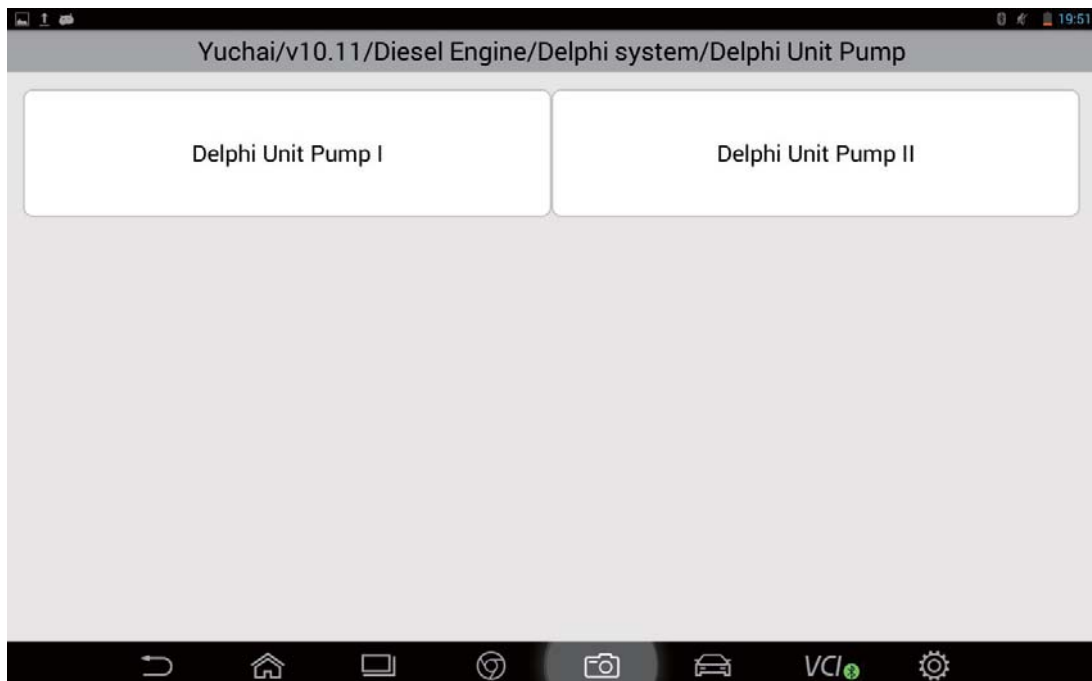 19:51
Yuchai/v10.11/Diesel Engine/Delphi system/Delphi Unit Pump
Delphi Unit Pump I
Delphi Unit Pump II
VCI